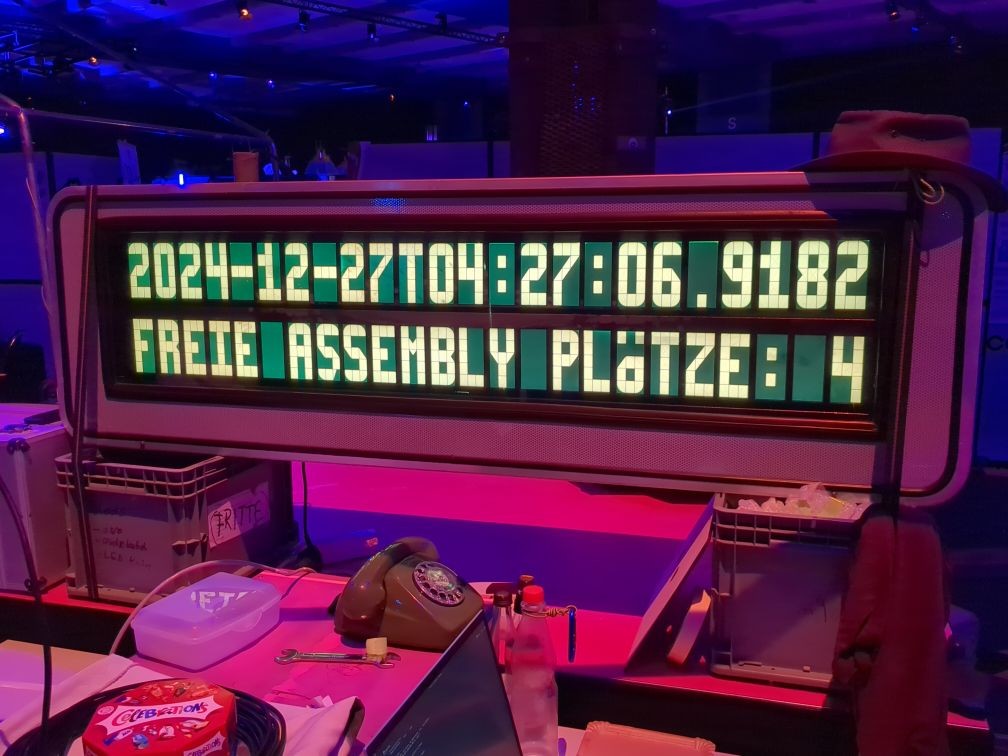 S
2024-12-27T04:27:06.9182
FREIE ASSEMBLY PLäTZE: 4
FRITTE
CELEBRATIONS